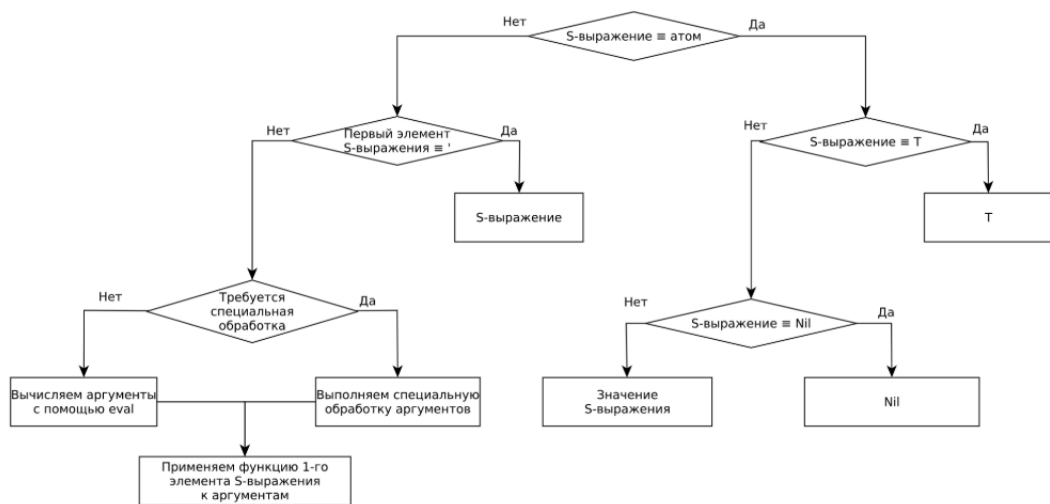 Нет
Да
S-выражение ≡ атом
Нет
Первый элемент
S-выражения ≡ '
Да
Нет
S-выражение ≡ T
Да
S-выражение
T
Нет
Требуется
специальная
обработка
Да
Нет
S-выражение ≡ Nil
Да
Вычисляем аргументы
с помощью eval
Выполняем специальную
обработку аргументов
Значение
S-выражения
Nil
Применяем функцию 1-го
элемента S-выражения
к аргументам